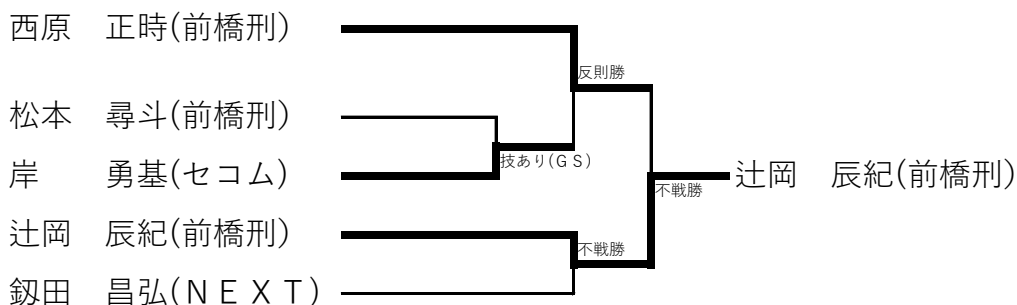 西原　正時(前橋刑)
反則勝
松本　尋斗(前橋刑)
技あり(ＧＳ)
岸　　勇基(セコム)
不戦勝
辻岡　辰紀(前橋刑)
辻岡　辰紀(前橋刑)
不戦勝
釼田　昌弘(ＮＥＸＴ)